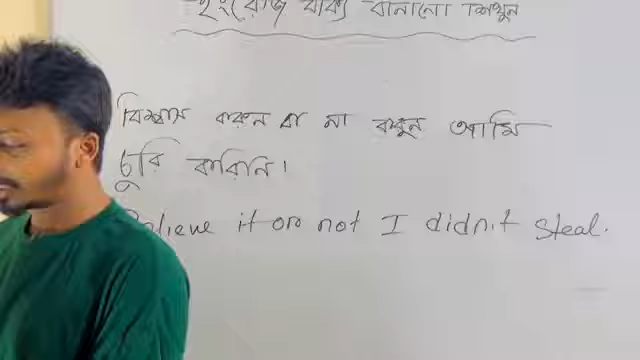 ইংরেজি বাক্য বানানো শিখুন
বিশ্বাস করুন বা না করুন আমি
চুরি করিনি।
Believe it or not I didn't steal.